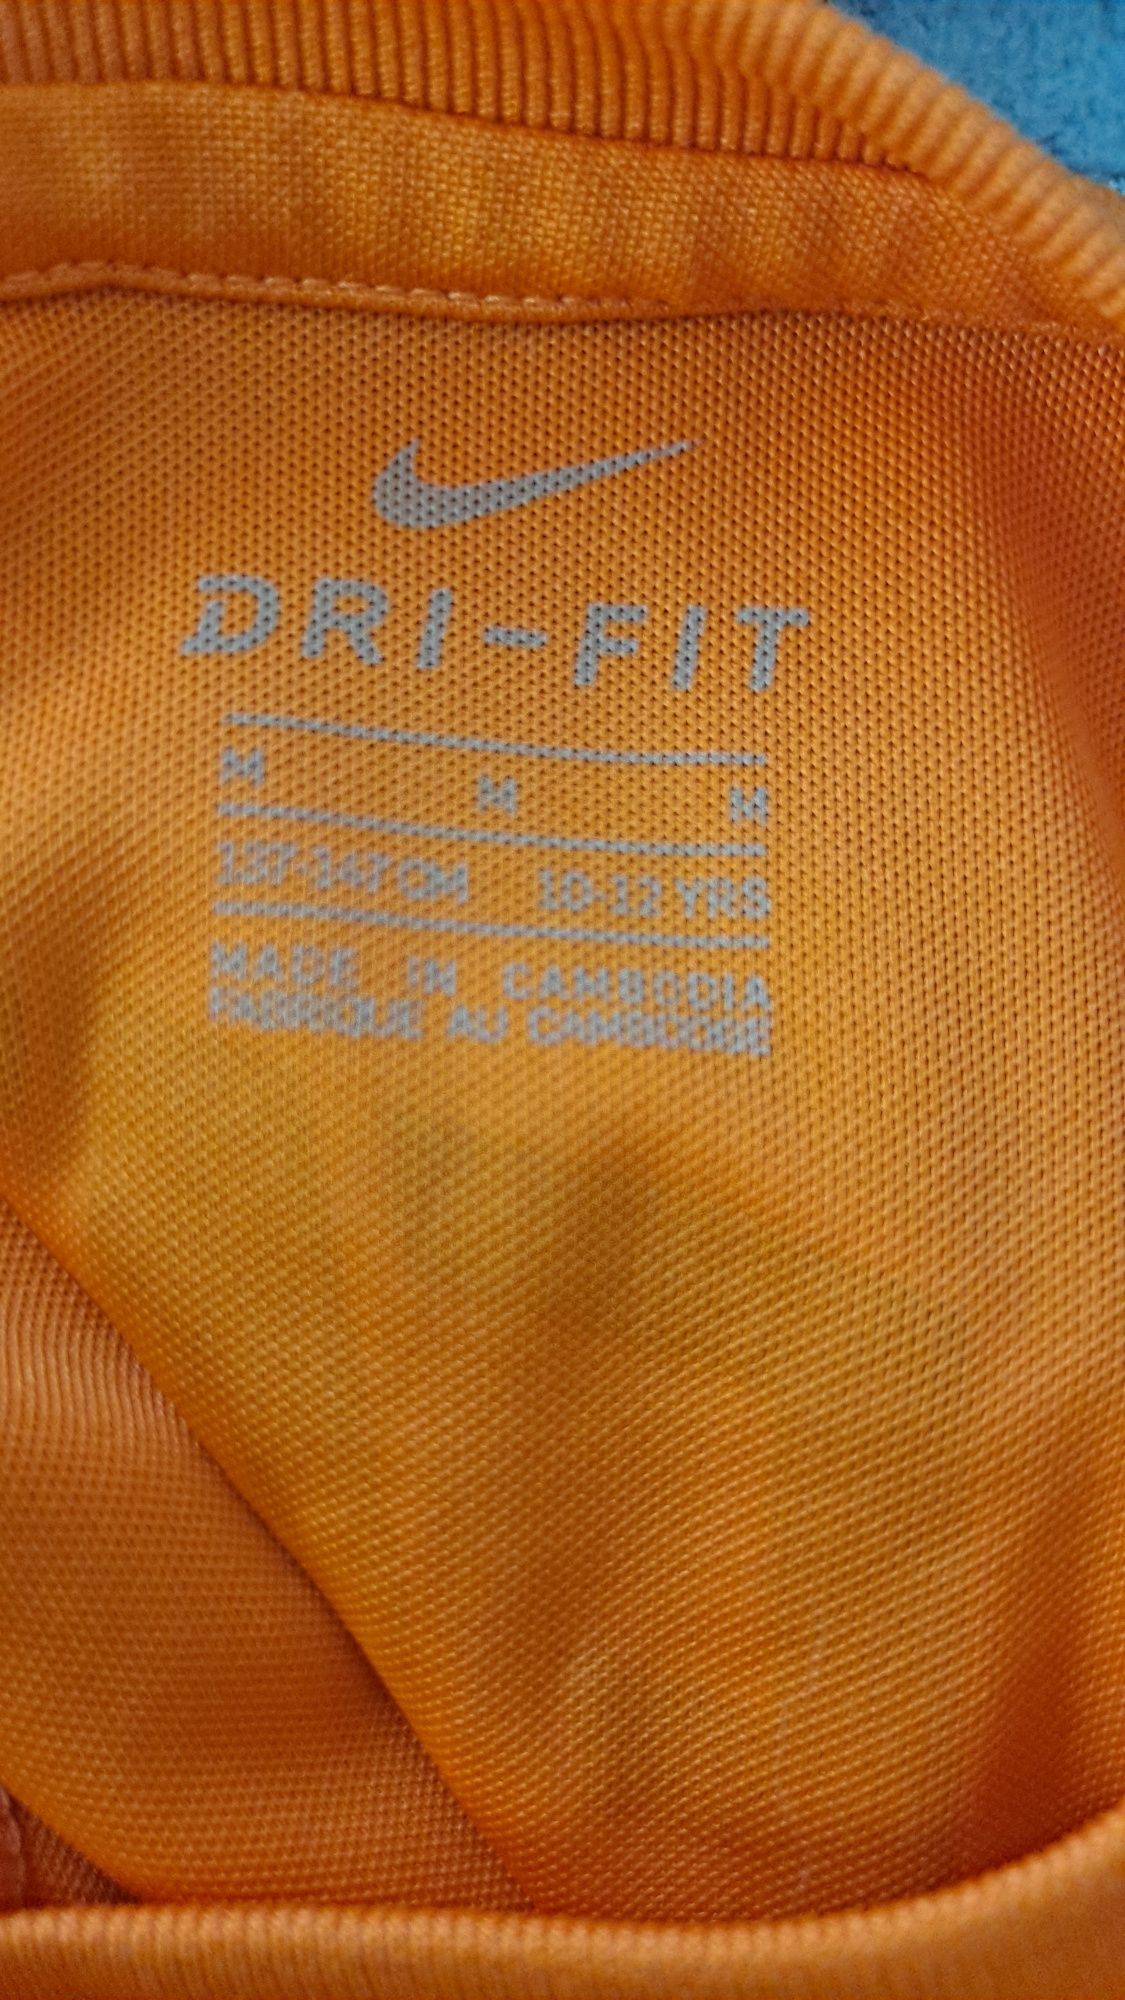 DRI-FIT
M M M
137-147 CM 10-12 YRS
MADE IN CAMBODIA
FABRIQUE AU CAMBODGE